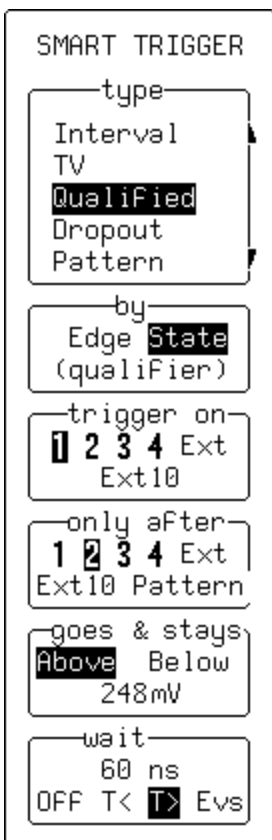 SMART TRIGGER
type
Interval
TV
Qualified
Dropout
Pattern
by
Edge State
(qualifier)
trigger on
1 2 3 4 Ext
Ext10
only after
1 2 3 4 Ext
Ext10 Pattern
goes & stays
Above Below
248mV
wait
60 ns
OFF T< T> Evs